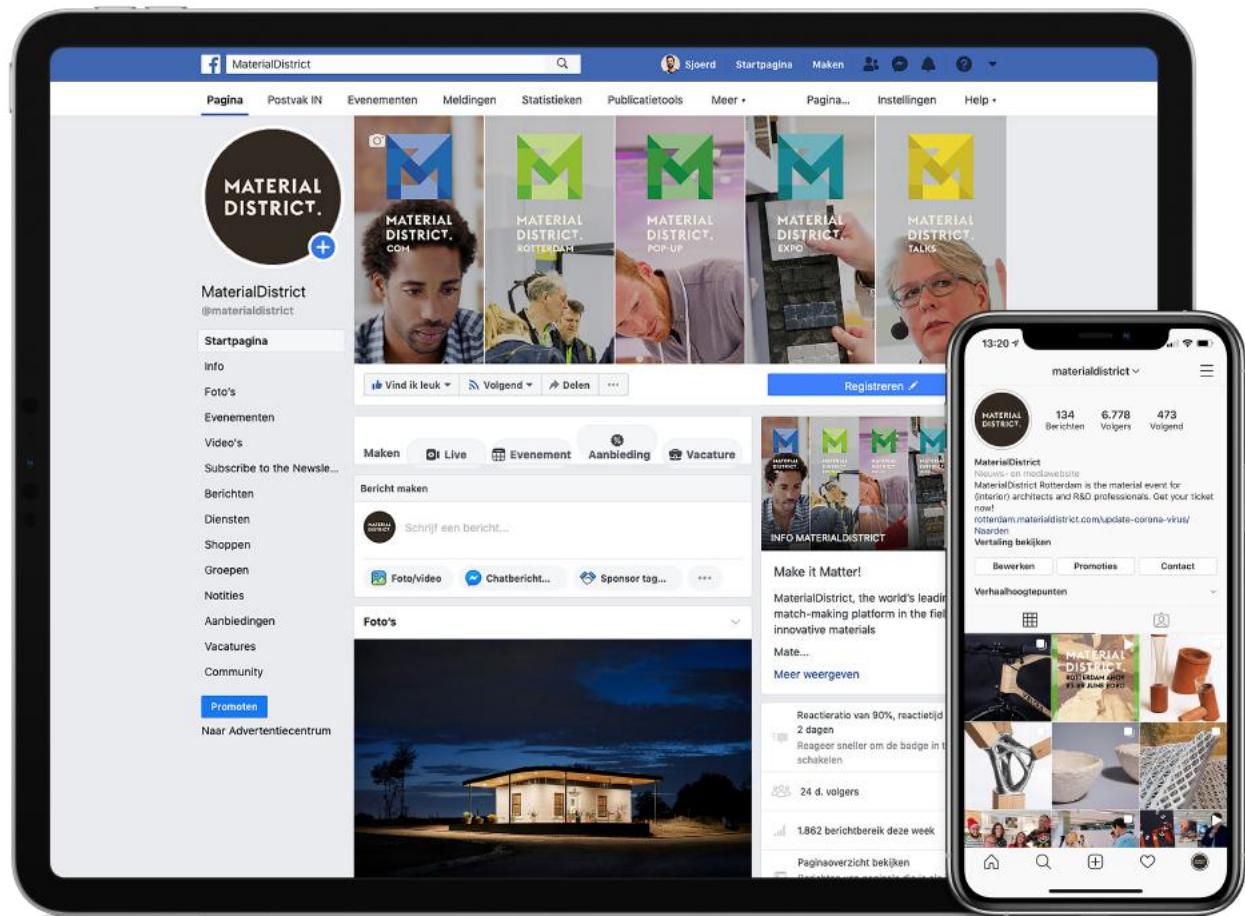 MaterialDistrict
Sjoerd
Startpagina
Maken
Pagina
Postvak IN
Evenementen
Meldingen
Statistieken
Publicatietools
Meer
Pagina...
Instellingen
Help
MATERIAL
DISTRICT.
MATERIAL
DISTRICT.
COM
MATERIAL
DISTRICT.
ROTTERDAM
MATERIAL
DISTRICT.
POP-UP
MATERIAL
DISTRICT.
EXPO
MATERIAL
DISTRICT.
TALKS
MaterialDistrict
@materialdistrict
Startpagina
Info
Foto's
Evenementen
Video's
Subscribe to the Newsle...
Berichten
Diensten
Shoppen
Groepen
Notities
Aanbiedingen
Vacatures
Community
Promoten
Naar Advertentiecentrum
Vind ik leuk
Volgend
Delen
Registreren
Maken
Live
Evenement
Aanbieding
Vacature
Bericht maken
MATERIAL
DISTRICT.
Schrijf een bericht...
Foto/video
Chatbericht...
Sponsor tag...
Foto's
INFO MATERIALDISTRICT
Make it Matter!
MaterialDistrict, the world's leadin
match-making platform in the fiel
innovative materials
Mate...
Meer weergeven
Reactieratio van 90%, reactietijd
2 dagen
Reageer sneller om de badge in t
schakelen
24 d. volgers
1.862 berichtbereik deze week
Paginaoverzicht bekijken
13:20
materialdistrict
MATERIAL
DISTRICT.
134
6.778
473
Berichten
Volgers
Volgend
MaterialDistrict
Nieuws- en mediawebsite
MaterialDistrict Rotterdam is the material event for
(interior) architects and R&D professionals. Get your ticket
now!
rotterdam.materialdistrict.com/update-corona-virus/
Naarden
Vertaling bekijken
Bewerken
Promoties
Contact
Verhaalhoogtepunten
MATERIAL
DISTRICT.
ROTTERDAM AHOY